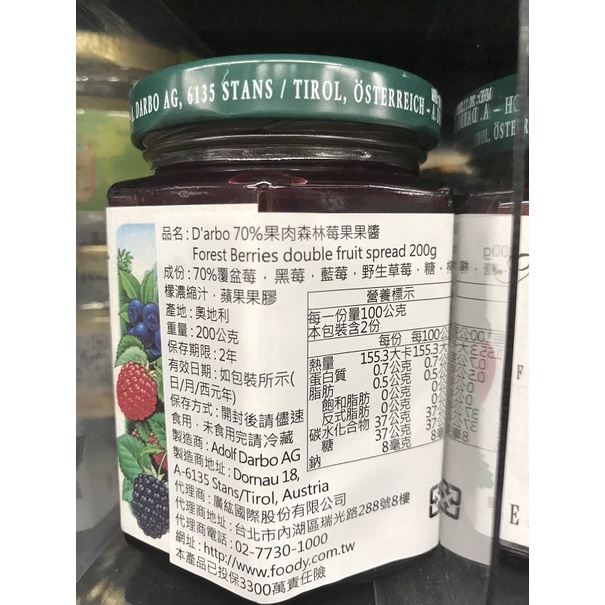 DARBO AG, 6135 STANS / TIROL, ÖSTERREICH -
品名：D'arbo 70%果肉森林莓果果醬
Forest Berries double fruit spread 200g
成份：70%覆盆莓、黑莓、藍莓、野生草莓、糖、檸
檬濃縮汁、蘋果果膠
產地：奧地利
重量：200公克
保存期限：2年
有效日期：如包裝所示(
日/月/西元年)
保存方式：開封後請儘速
食用，未食用完請冷藏
製造商：Adolf Darbo AG
製造商地址：Dornau 18,
A-6135 Stans/Tirol, Austria
代理商：廣紘國際股份有限公司
代理商地址：台北市內湖區瑞光路288號8樓
代理商電話：02-7730-1000
網址：http://www.foody.com.tw
本產品已投保3300萬責任險
營養標示
每一份量100公克
本包裝含2份
每份 每100公
熱量 155.3大卡 155.3
蛋白質 0.7公克 0.7
脂肪 0.5公克 0.5
飽和脂肪 0公克 0
反式脂肪 0公克 0
碳水化合物 37公克 37
糖 37公克 37
鈉 8毫克 8毫